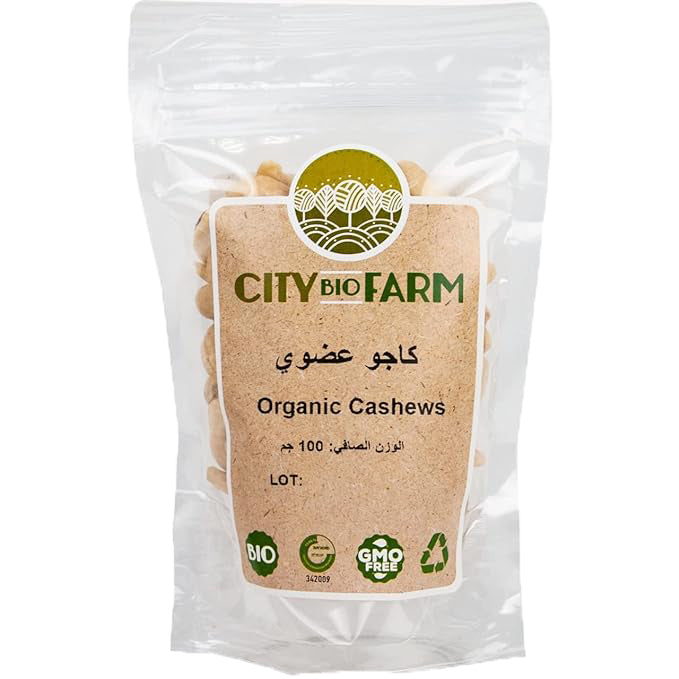 CITY BIO FARM
كاجو عضوي
Organic Cashews
الوزن الصافي: 100 جم
LOT:
BIO
342009
GMO
FREE